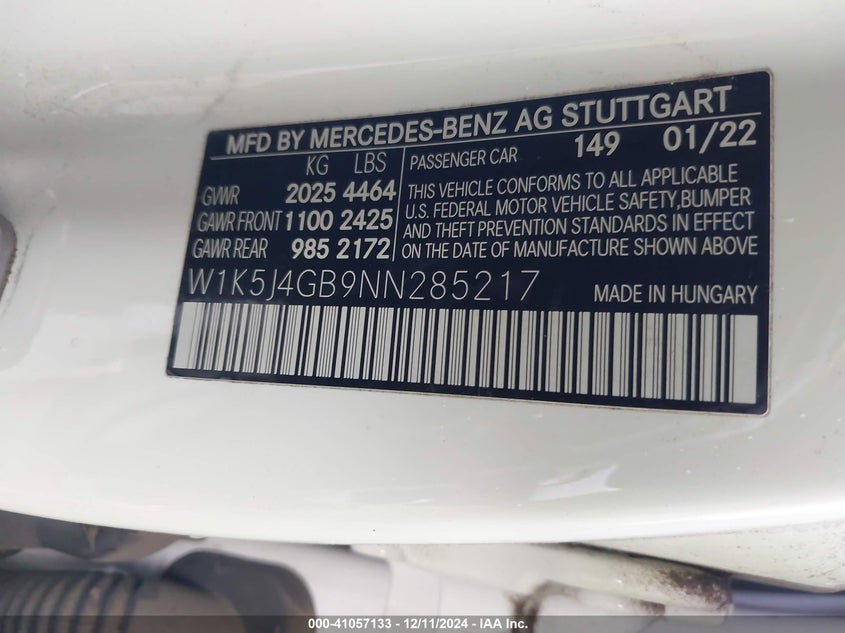 MFD BY MERCEDES-BENZ AG STUTTGART
KG LBS
GVWR 2025 4464
GAWR FRONT 1100 2425
GAWR REAR 985 2172
PASSENGER CAR 149 01/22
THIS VEHICLE CONFORMS TO ALL APPLICABLE
U.S. FEDERAL MOTOR VEHICLE SAFETY,BUMPER
AND THEFT PREVENTION STANDARDS IN EFFECT
ON THE DATE OF MANUFACTURE SHOWN ABOVE
W1K5J4GB9NN285217
MADE IN HUNGARY
000-41057133 - 12/11/2024 - IAA Inc.